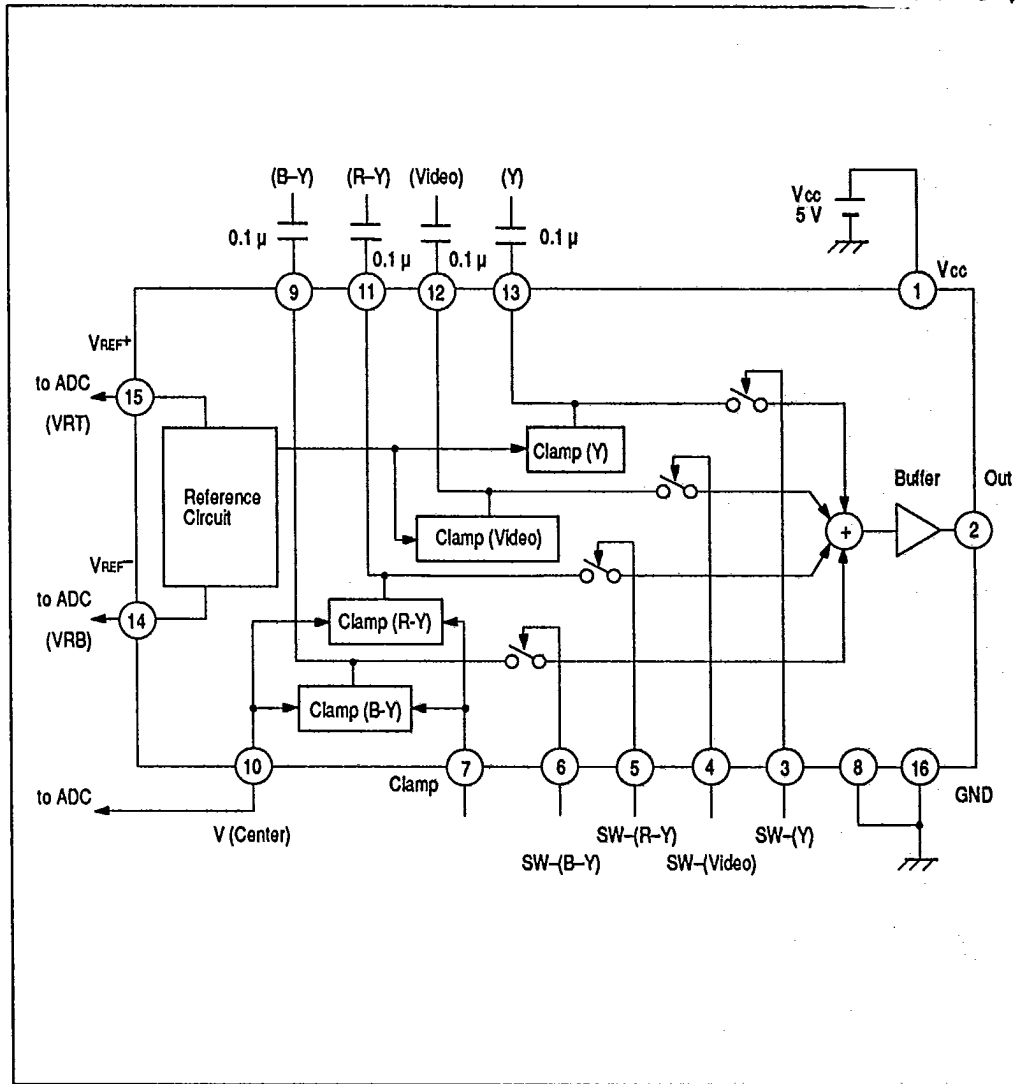 (B–Y) (R–Y) (Video) (Y)
0.1 µ 0.1 µ 0.1 µ 0.1 µ
Vcc
5 V
9 11 12 13 1 Vcc
VREF+
to ADC
15
(VRT)
Reference
Circuit
Clamp (Y)
Clamp (Video)
Buffer
Out
+
2
VREF–
to ADC
14
(VRB)
Clamp (R-Y)
Clamp (B-Y)
10 7 6 5 4 3 8 16
Clamp
GND
to ADC
V (Center)
SW–(R–Y) SW–(Y)
SW–(B–Y) SW–(Video)